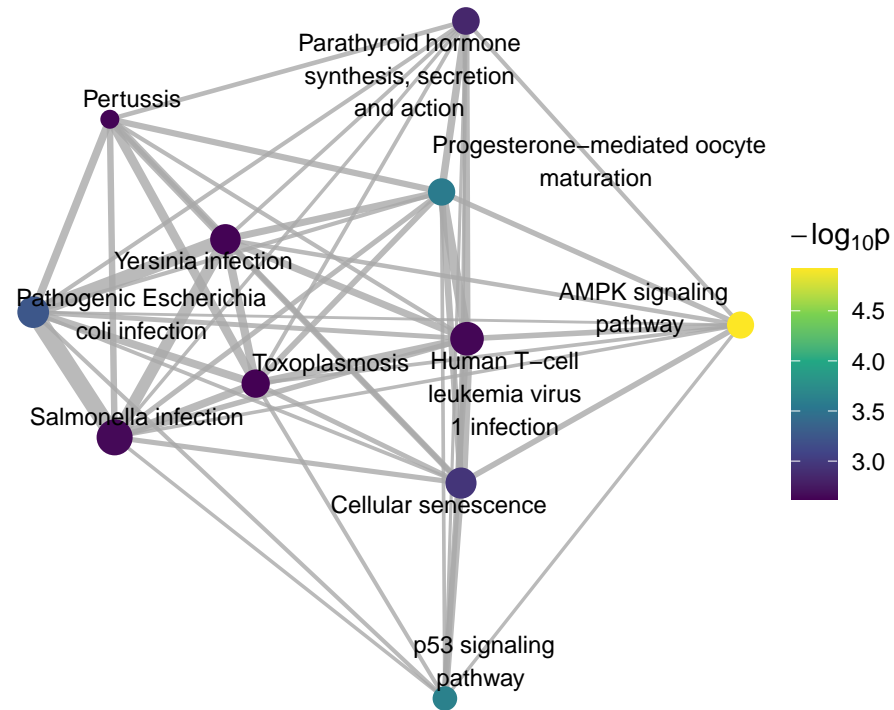 Parathyroid hormone
synthesis, secretion
and action
Pertussis
Progesterone−mediated oocyte
maturation
Yersinia infection
Pathogenic Escherichia
coli infection
AMPK signaling
pathway
Toxoplasmosis
Human T−cell
leukemia virus
1 infection
Salmonella infection
Cellular senescence
p53 signaling
pathway
−log10p
4.5
4.0
3.5
3.0